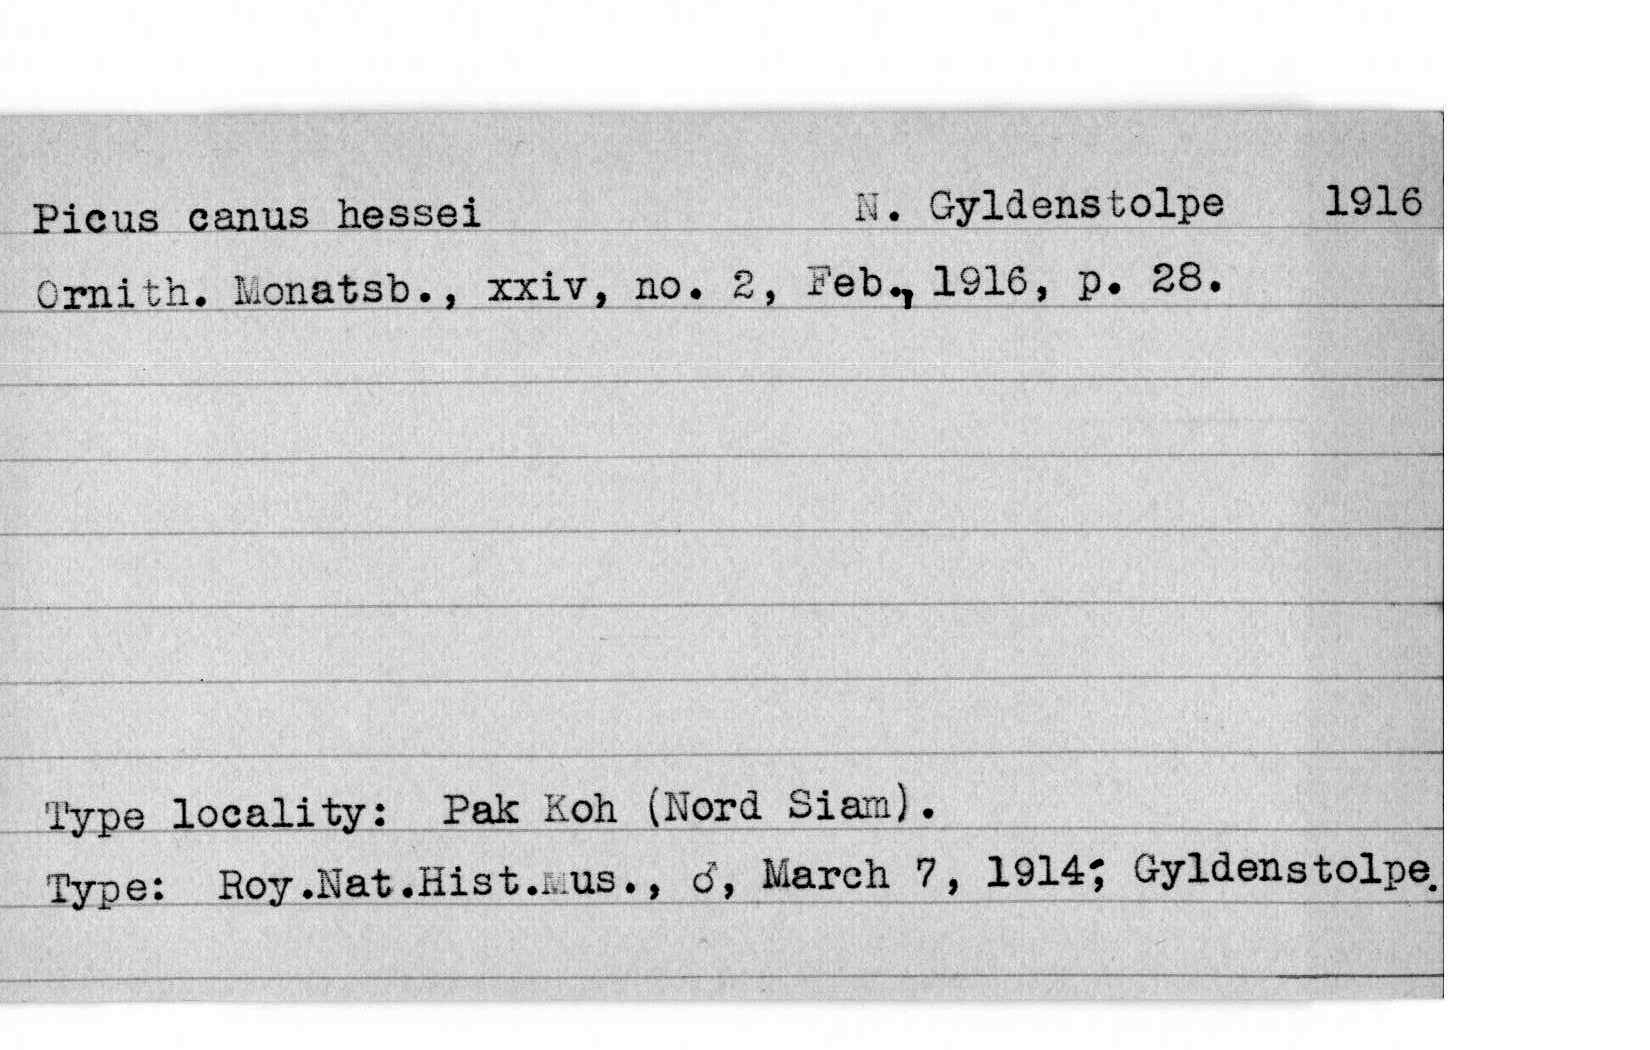 Picus canus hessei N. Gyldenstolpe 1916
Ornith. Monatsb., xxiv, no. 2, Feb., 1916, p. 28.
Type locality: Pak Koh (Nord Siam).
Type: Roy.Nat.Hist.Mus., ♂, March 7, 1914; Gyldenstolpe.